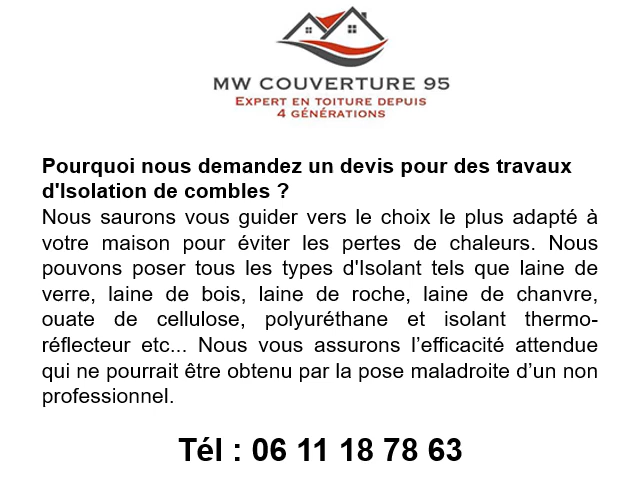 MW COUVERTURE 95
EXPERT EN TOITURE DEPUIS
4 GÉNÉRATIONS
Pourquoi nous demandez un devis pour des travaux
d'Isolation de combles ?
Nous saurons vous guider vers le choix le plus adapté à
votre maison pour éviter les pertes de chaleurs. Nous
pouvons poser tous les types d'Isolant tels que laine de
verre, laine de bois, laine de roche, laine de chanvre,
ouate de cellulose, polyuréthane et isolant thermo-
réflecteur etc... Nous vous assurons l’efficacité attendue
qui ne pourrait être obtenu par la pose maladroite d’un non
professionnel.
Tél : 06 11 18 78 63